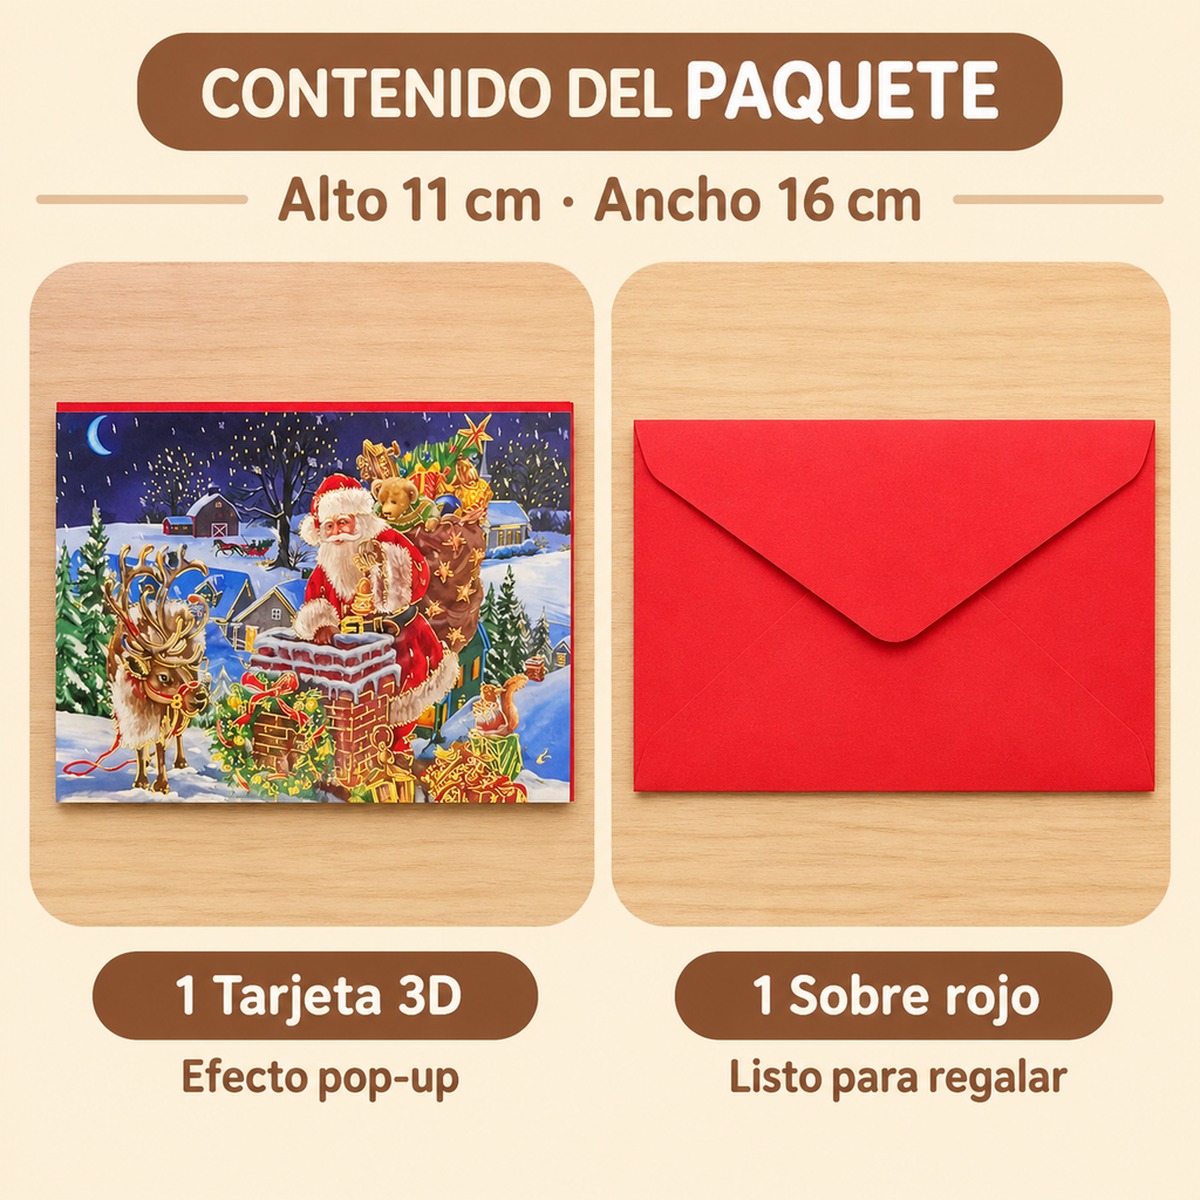 CONTENIDO DEL PAQUETE
Alto 11 cm · Ancho 16 cm
1 Tarjeta 3D
Efecto pop-up
1 Sobre rojo
Listo para regalar